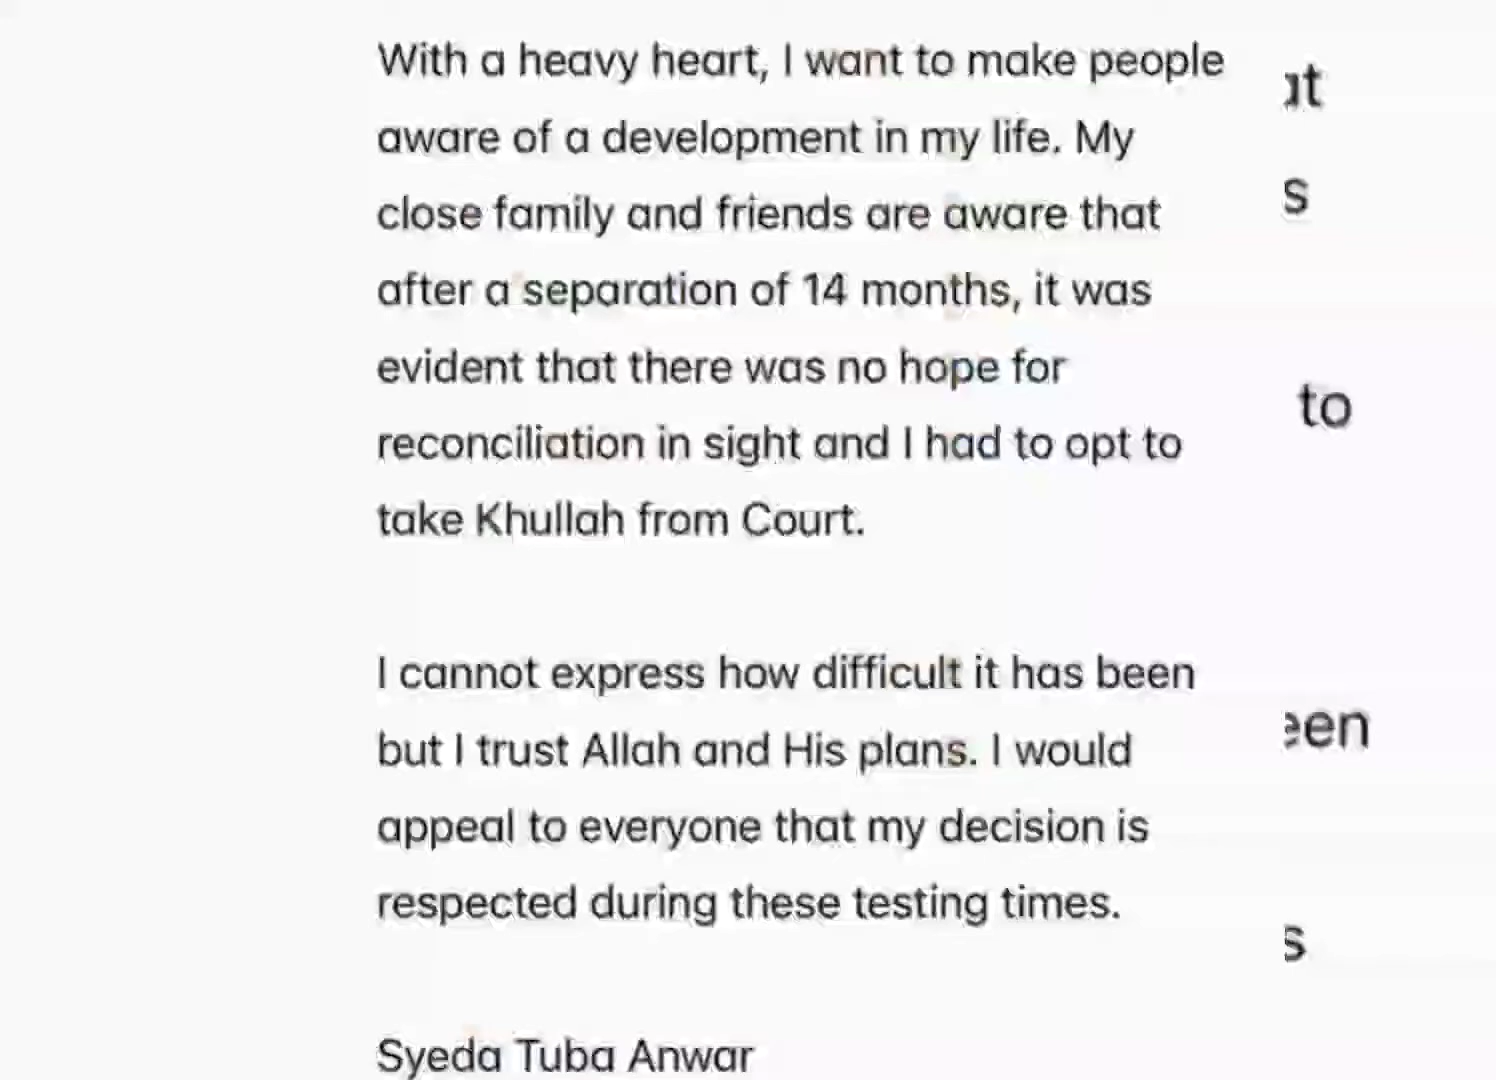 With a heavy heart, I want to make people
aware of a development in my life. My
close family and friends are aware that
after a separation of 14 months, it was
evident that there was no hope for
reconciliation in sight and I had to opt to
take Khullah from Court.
I cannot express how difficult it has been
but I trust Allah and His plans. I would
appeal to everyone that my decision is
respected during these testing times.
Syeda Tuba Anwar
to